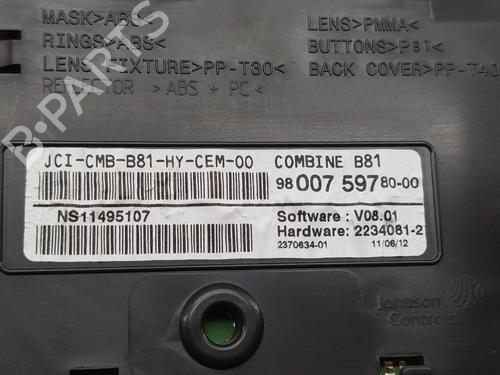 MASK>ABS<
RINGS>ABS<
LENS FIXTURE>PP-T30<
REFLECTOR >ABS + PC<
LENS>PMMA<
BUTTONS>PBT<
BACK COVER>PP-T40
B-PARTS
JCI-CMB-B81-HY-CEM-00
COMBINE B81
98 007 597 80-00
NS11495107
Software : V08.01
Hardware: 2234081-2
2370634-01
11/06/12
Johnson
Controls